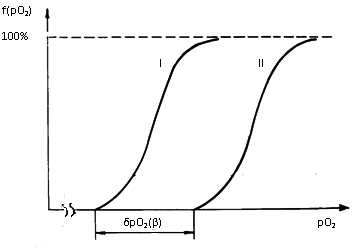 f(pO₂)
100%
I
II
δpO₂(β)
pO₂